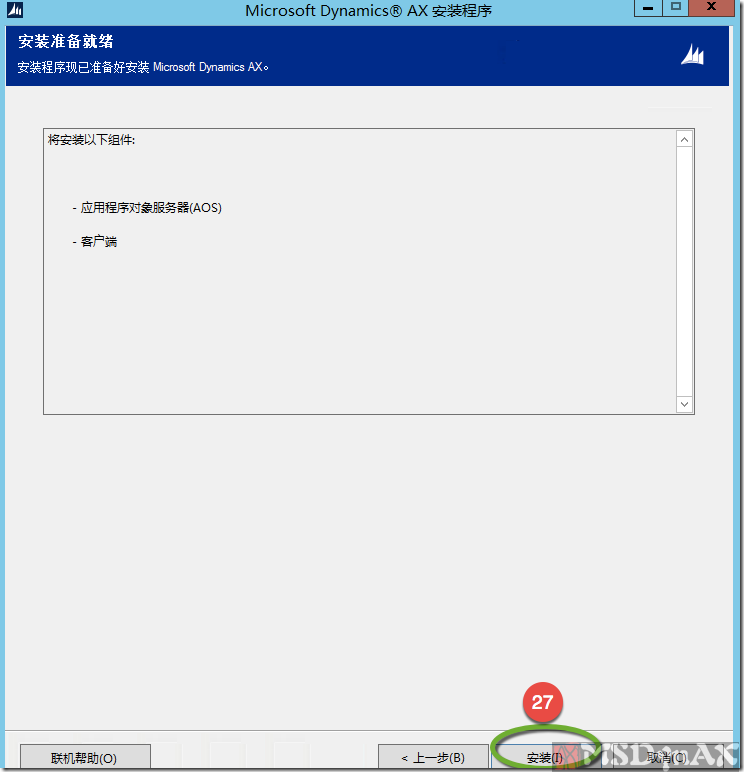 Microsoft Dynamics® AX 安装程序
安装准备就绪
安装程序现已准备好安装 Microsoft Dynamics AX。
将安装以下组件:
- 应用程序对象服务器(AOS)
- 客户端
27
联机帮助(O)
< 上一步(B)
安装(I)
取消(C)
MSDinAX